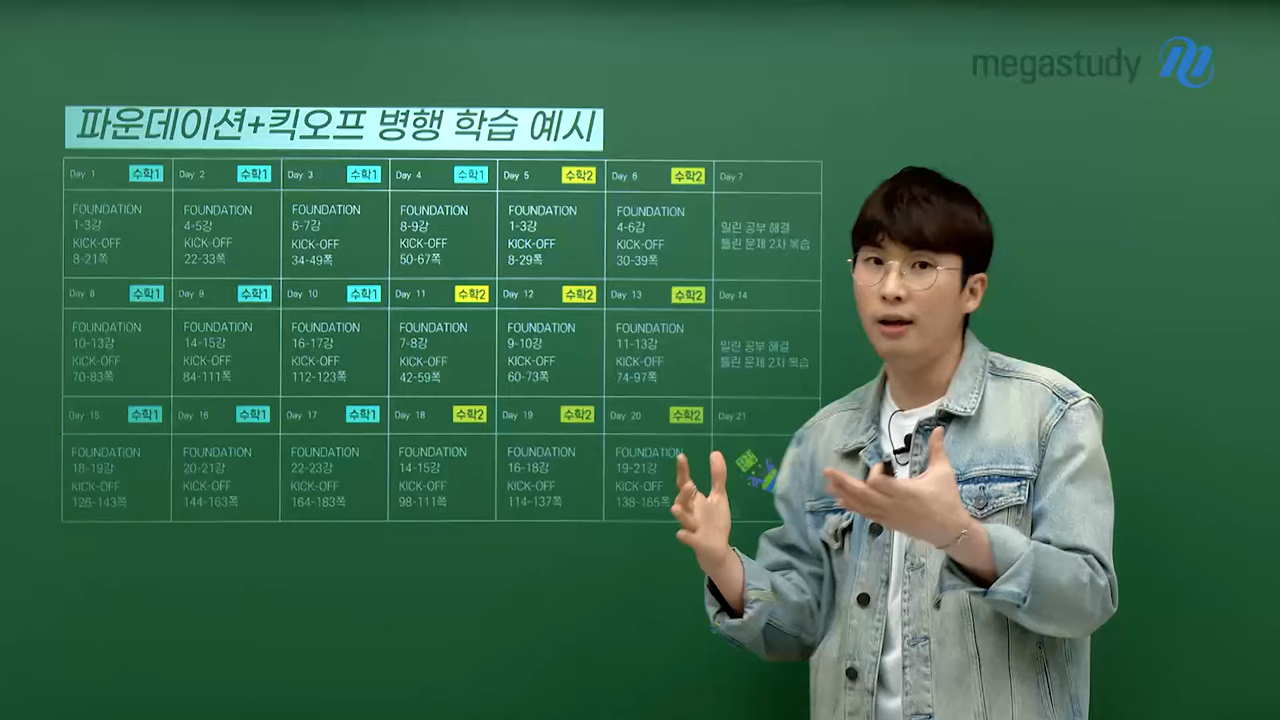 megastudy
파운데이션+킥오프 병행 학습 예시
Day 1 수학1 Day 2 수학1 Day 3 수학1 Day 4 수학1 Day 5 수학2 Day 6 수학2 Day 7
FOUNDATION FOUNDATION FOUNDATION FOUNDATION FOUNDATION FOUNDATION
1-3강 4-5강 6-7강 8-9강 1-3강 4-6강 밀린 공부 해결
KICK-OFF KICK-OFF KICK-OFF KICK-OFF KICK-OFF KICK-OFF 틀린 문제 2차 복습
8-21쪽 22-33쪽 34-49쪽 50-67쪽 8-29쪽 30-39쪽
Day 8 수학1 Day 9 수학1 Day 10 수학1 Day 11 수학2 Day 12 수학2 Day 13 수학2 Day 14
FOUNDATION FOUNDATION FOUNDATION FOUNDATION FOUNDATION FOUNDATION
10-13강 14-15강 16-17강 7-8강 9-10강 11-13강 밀린 공부 해결
KICK-OFF KICK-OFF KICK-OFF KICK-OFF KICK-OFF KICK-OFF 틀린 문제 2차 복습
70-83쪽 84-111쪽 112-123쪽 42-59쪽 60-73쪽 74-97쪽
Day 15 수학1 Day 16 수학1 Day 17 수학1 Day 18 수학2 Day 19 수학2 Day 20 수학2 Day 21
FOUNDATION FOUNDATION FOUNDATION FOUNDATION FOUNDATION FOUNDATION
18-19강 20-21강 22-23강 14-15강 16-18강 19-21강
KICK-OFF KICK-OFF KICK-OFF KICK-OFF KICK-OFF KICK-OFF
126-143쪽 144-163쪽 164-183쪽 98-111쪽 114-137쪽 138-165쪽